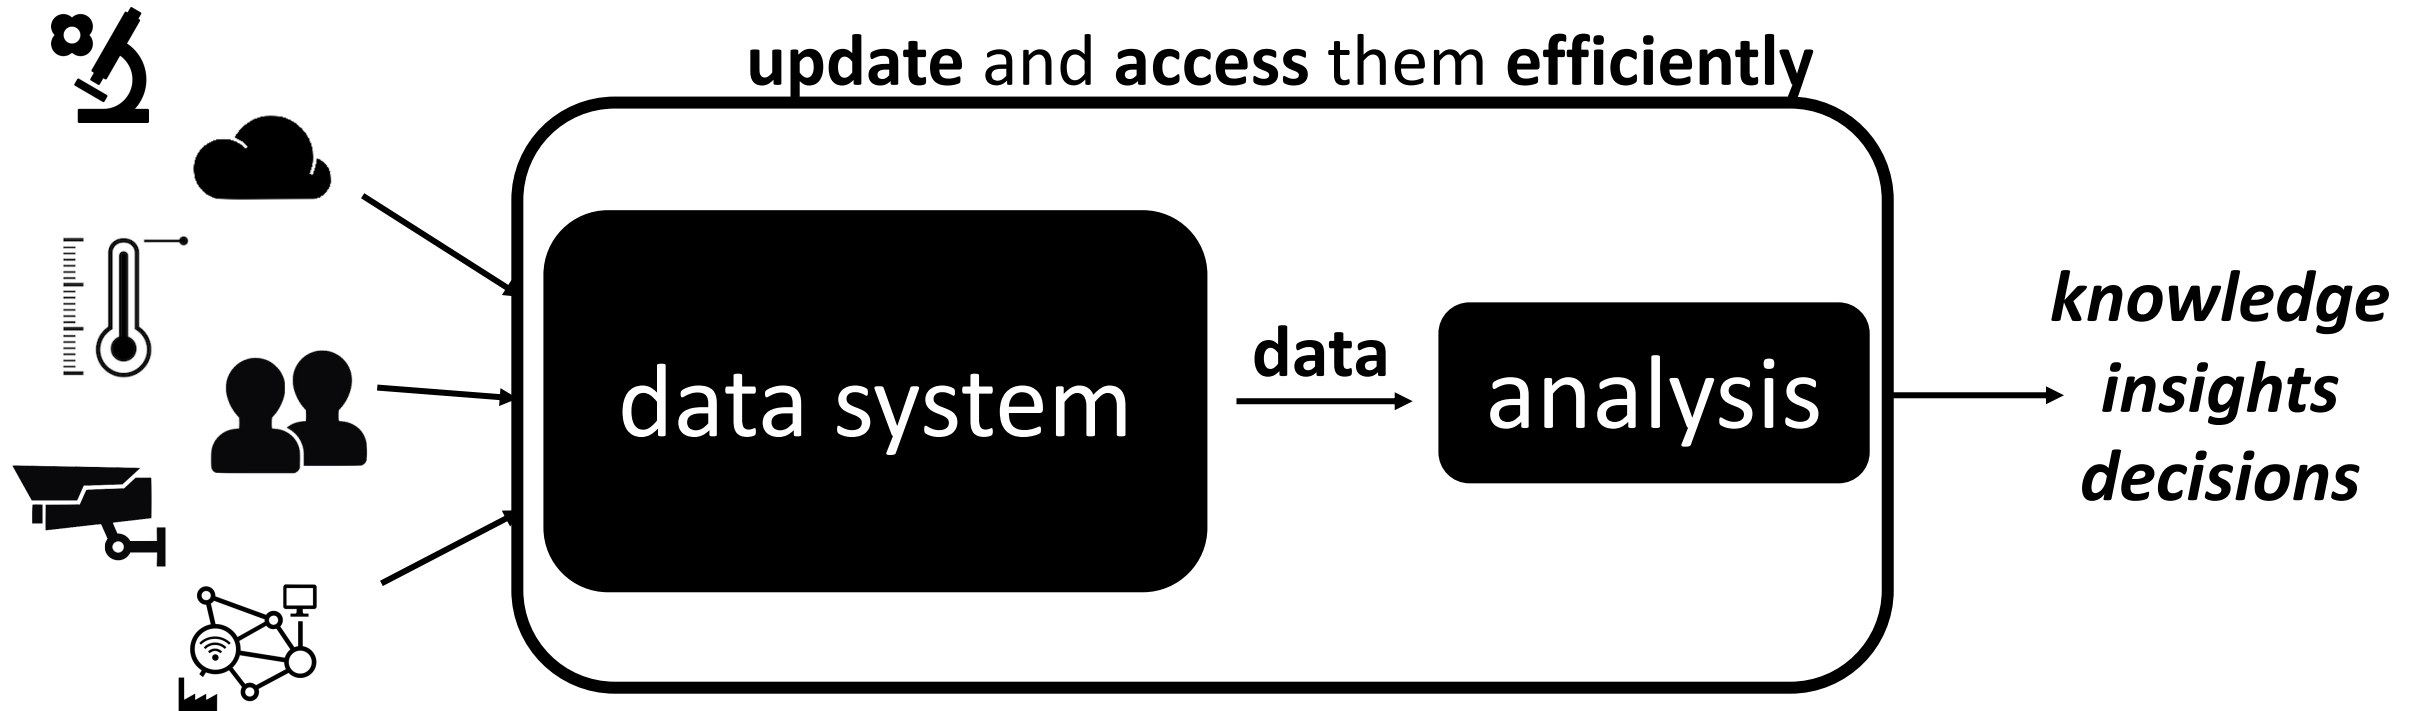 update and access them efficiently
data system
data
analysis
knowledge
insights
decisions